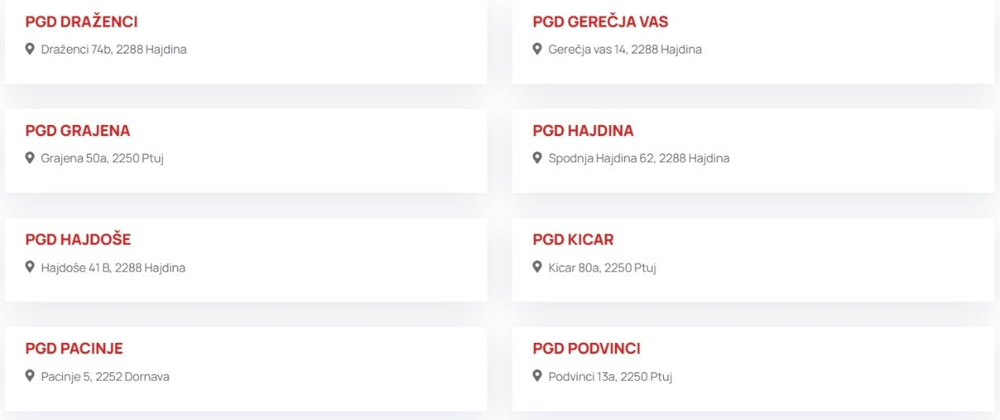 PGD DRAŽENCI
Draženci 74b, 2288 Hajdina
PGD GEREČJA VAS
Gerečja vas 14, 2288 Hajdina
PGD GRAJENA
Grajena 50a, 2250 Ptuj
PGD HAJDINA
Spodnja Hajdina 62, 2288 Hajdina
PGD HAJDOŠE
Hajdoše 41 B, 2288 Hajdina
PGD KICAR
Kicar 80a, 2250 Ptuj
PGD PACINJE
Pacinje 5, 2252 Dornava
PGD PODVINCI
Podvinci 13a, 2250 Ptuj